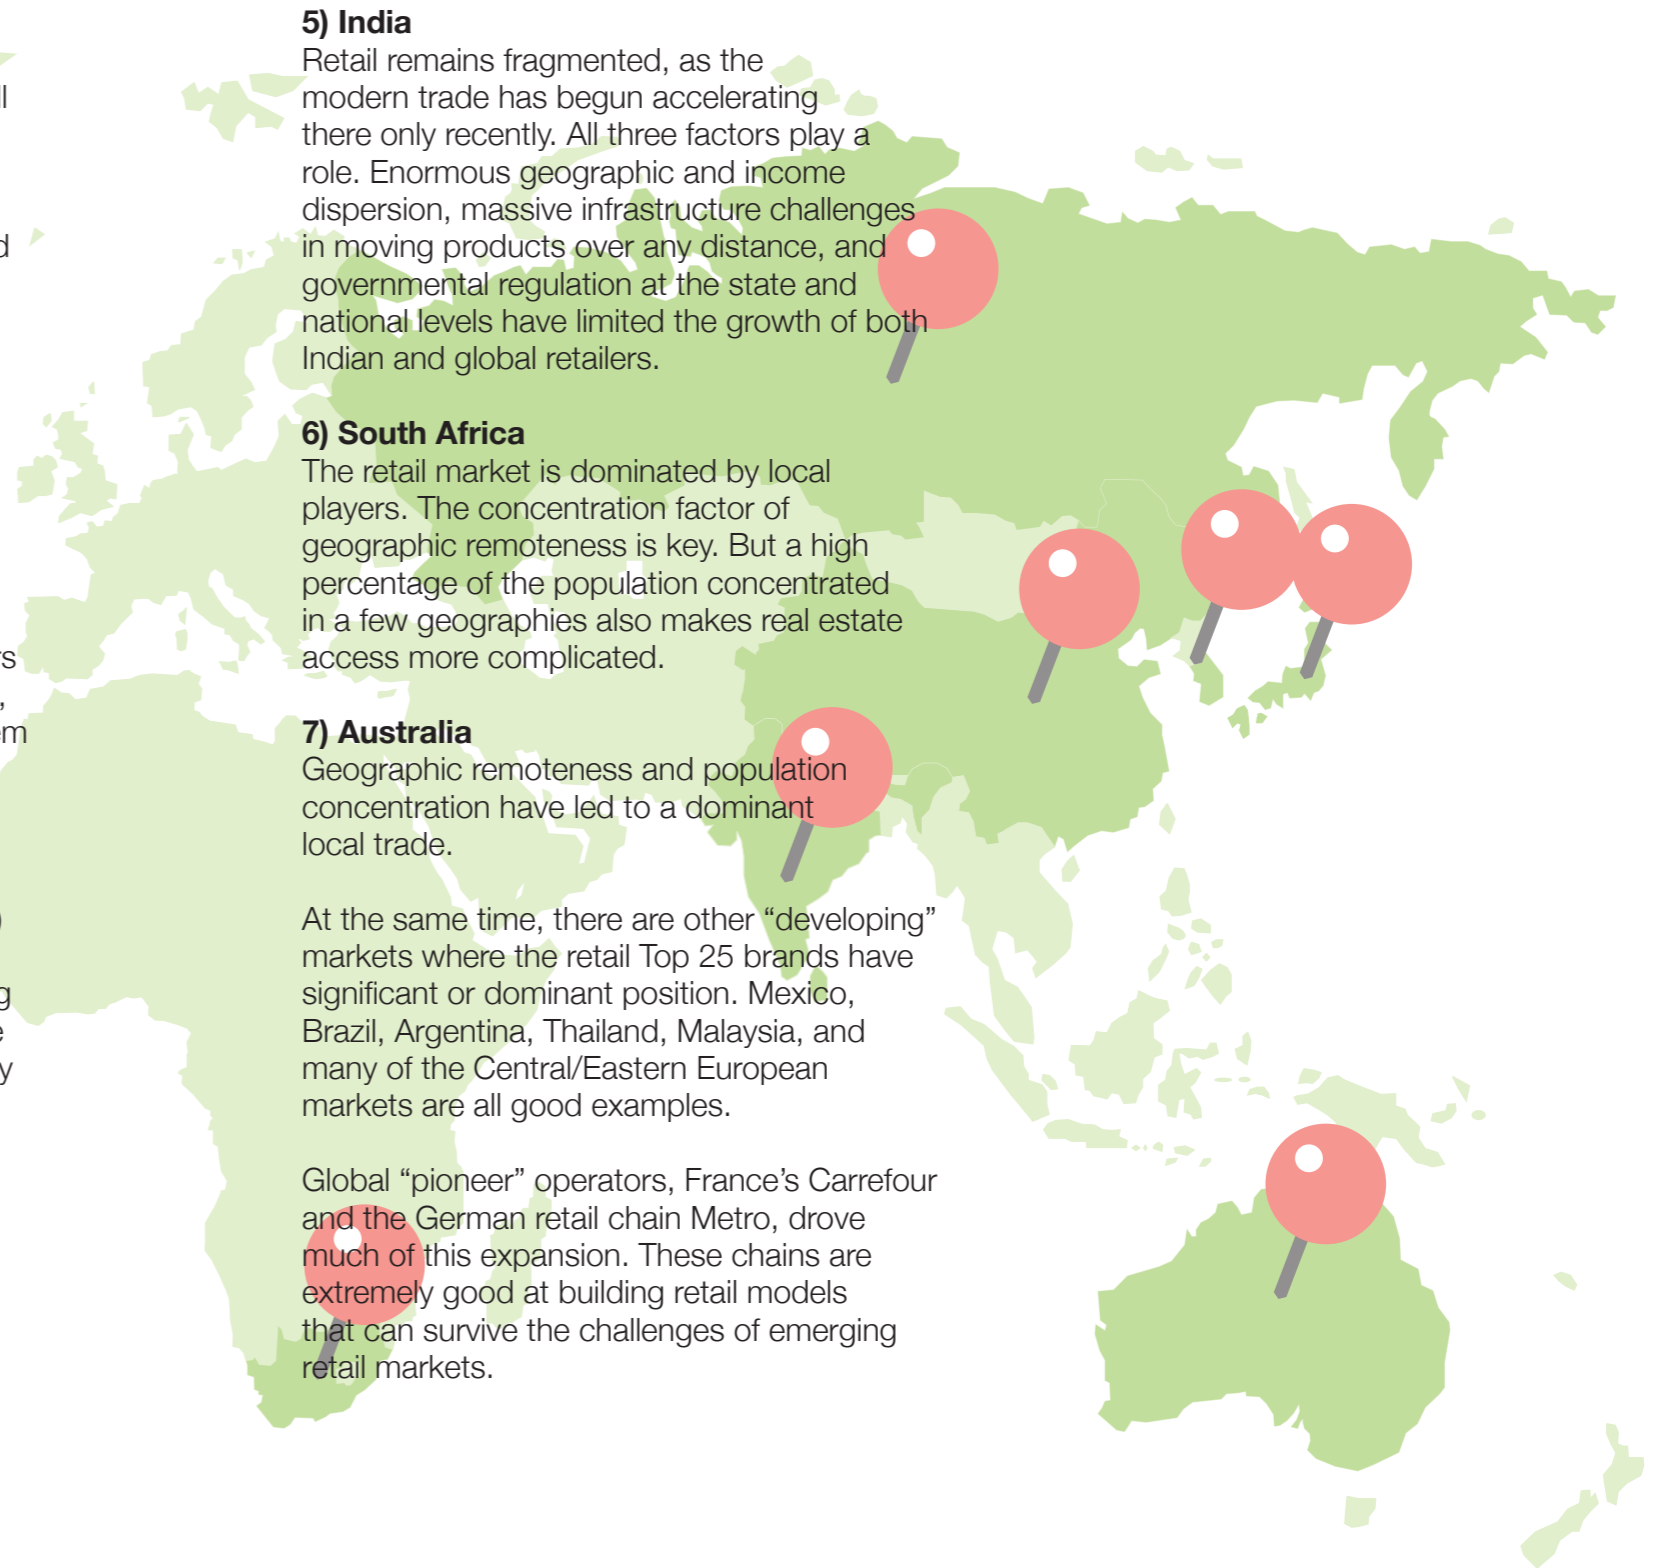 ll
d
rs
,
em
)
g
e
y
5) India
Retail remains fragmented, as the
modern trade has begun accelerating
there only recently. All three factors play a
role. Enormous geographic and income
dispersion, massive infrastructure challenges
in moving products over any distance, and
governmental regulation at the state and
national levels have limited the growth of both
Indian and global retailers.
6) South Africa
The retail market is dominated by local
players. The concentration factor of
geographic remoteness is key. But a high
percentage of the population concentrated
in a few geographies also makes real estate
access more complicated.
7) Australia
Geographic remoteness and population
concentration have led to a dominant
local trade.
At the same time, there are other “developing”
markets where the retail Top 25 brands have
significant or dominant position. Mexico,
Brazil, Argentina, Thailand, Malaysia, and
many of the Central/Eastern European
markets are all good examples.
Global “pioneer” operators, France’s Carrefour
and the German retail chain Metro, drove
much of this expansion. These chains are
extremely good at building retail models
that can survive the challenges of emerging
retail markets.